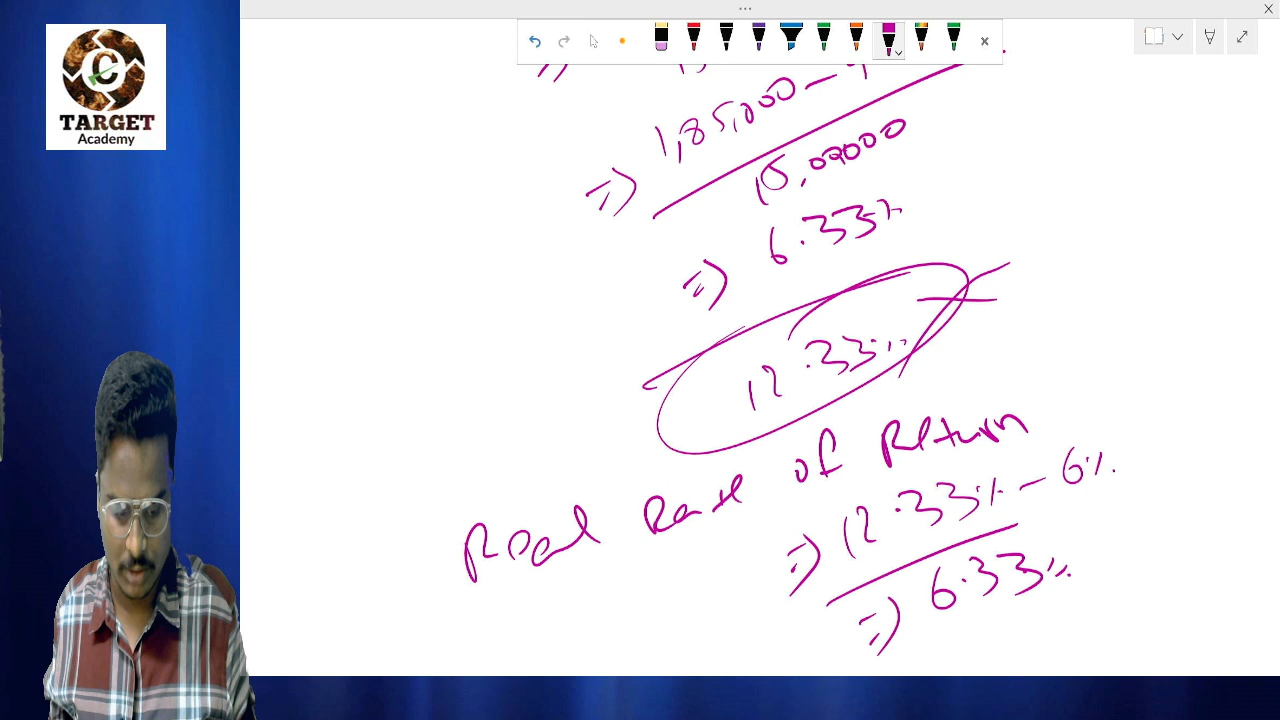 TARGET
Academy
=> 1,85,000 -
15,00000
=> 6.33%
12.33%
Real Rate of Return
=> 12.33% - 6%
=> 6.33%